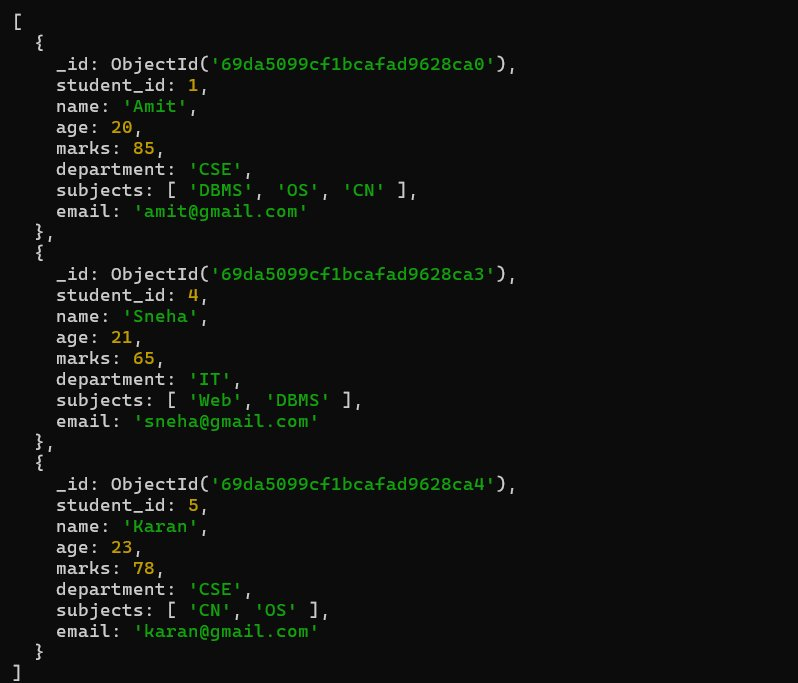 [
  {
    _id: ObjectId('69da5099cf1bcafad9628ca0'),
    student_id: 1,
    name: 'Amit',
    age: 20,
    marks: 85,
    department: 'CSE',
    subjects: [ 'DBMS', 'OS', 'CN' ],
    email: 'amit@gmail.com'
  },
  {
    _id: ObjectId('69da5099cf1bcafad9628ca3'),
    student_id: 4,
    name: 'Sneha',
    age: 21,
    marks: 65,
    department: 'IT',
    subjects: [ 'Web', 'DBMS' ],
    email: 'sneha@gmail.com'
  },
  {
    _id: ObjectId('69da5099cf1bcafad9628ca4'),
    student_id: 5,
    name: 'Karan',
    age: 23,
    marks: 78,
    department: 'CSE',
    subjects: [ 'CN', 'OS' ],
    email: 'karan@gmail.com'
  }
]